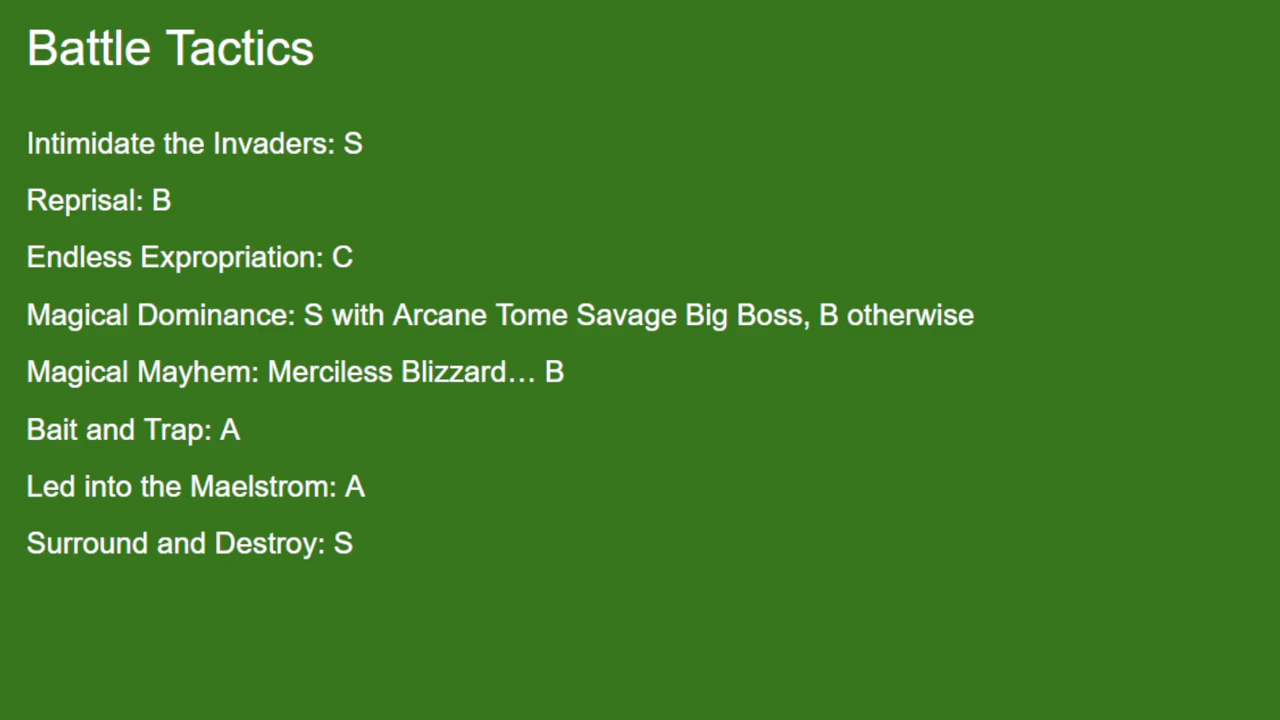 Battle Tactics
Intimidate the Invaders: S
Reprisal: B
Endless Expropriation: C
Magical Dominance: S with Arcane Tome Savage Big Boss, B otherwise
Magical Mayhem: Merciless Blizzard… B
Bait and Trap: A
Led into the Maelstrom: A
Surround and Destroy: S